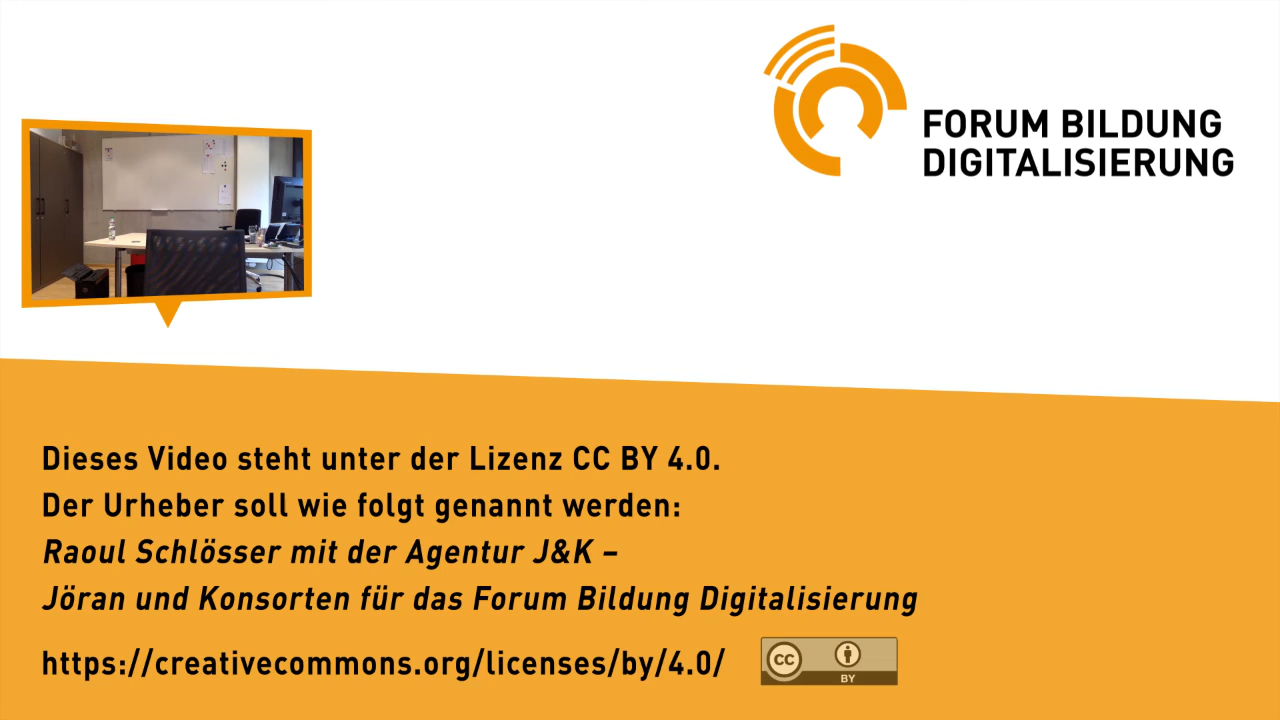 FORUM BILDUNG
DIGITALISIERUNG
Dieses Video steht unter der Lizenz CC BY 4.0.
Der Urheber soll wie folgt genannt werden:
Raoul Schlösser mit der Agentur J&K –
Jöran und Konsorten für das Forum Bildung Digitalisierung
https://creativecommons.org/licenses/by/4.0/
CC
BY